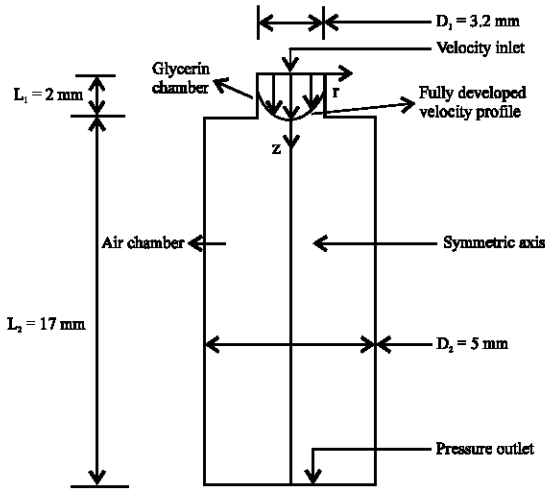 D₁ = 3.2 mm
Velocity inlet
Glycerin
chamber
L₁ = 2 mm
r
Fully developed
velocity profile
z
Air chamber
Symmetric axis
L₂ = 17 mm
D₂ = 5 mm
Pressure outlet